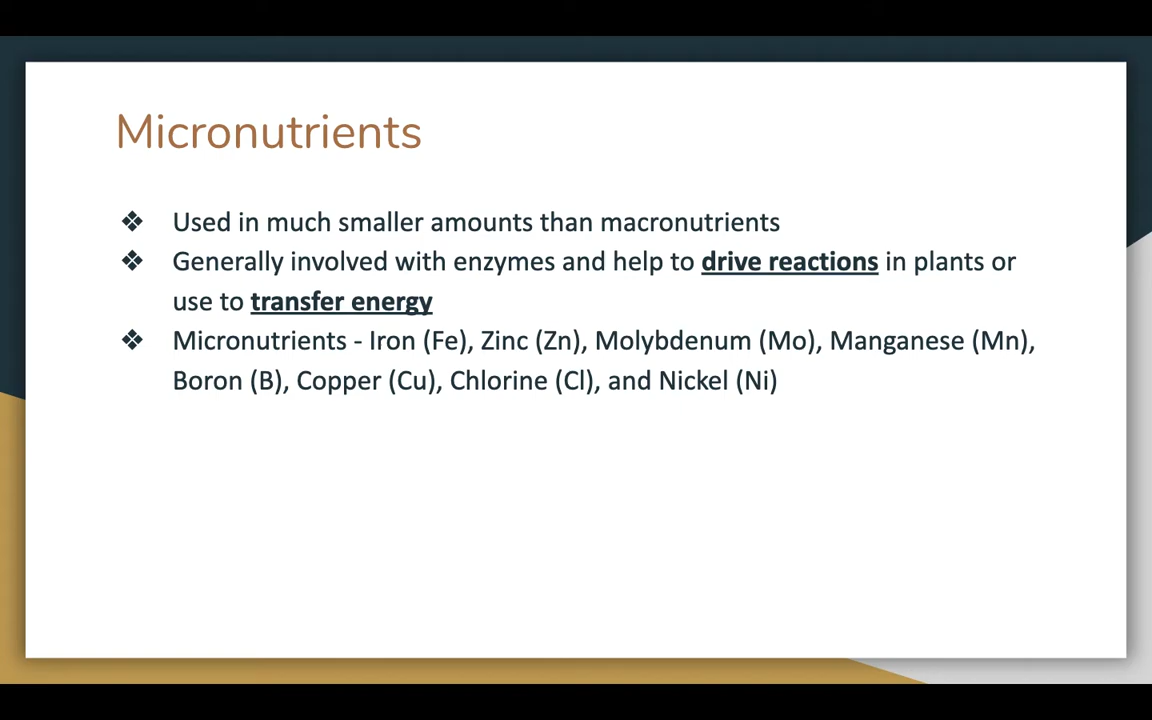 Micronutrients
❖ Used in much smaller amounts than macronutrients
❖ Generally involved with enzymes and help to drive reactions in plants or
use to transfer energy
❖ Micronutrients - Iron (Fe), Zinc (Zn), Molybdenum (Mo), Manganese (Mn),
Boron (B), Copper (Cu), Chlorine (Cl), and Nickel (Ni)